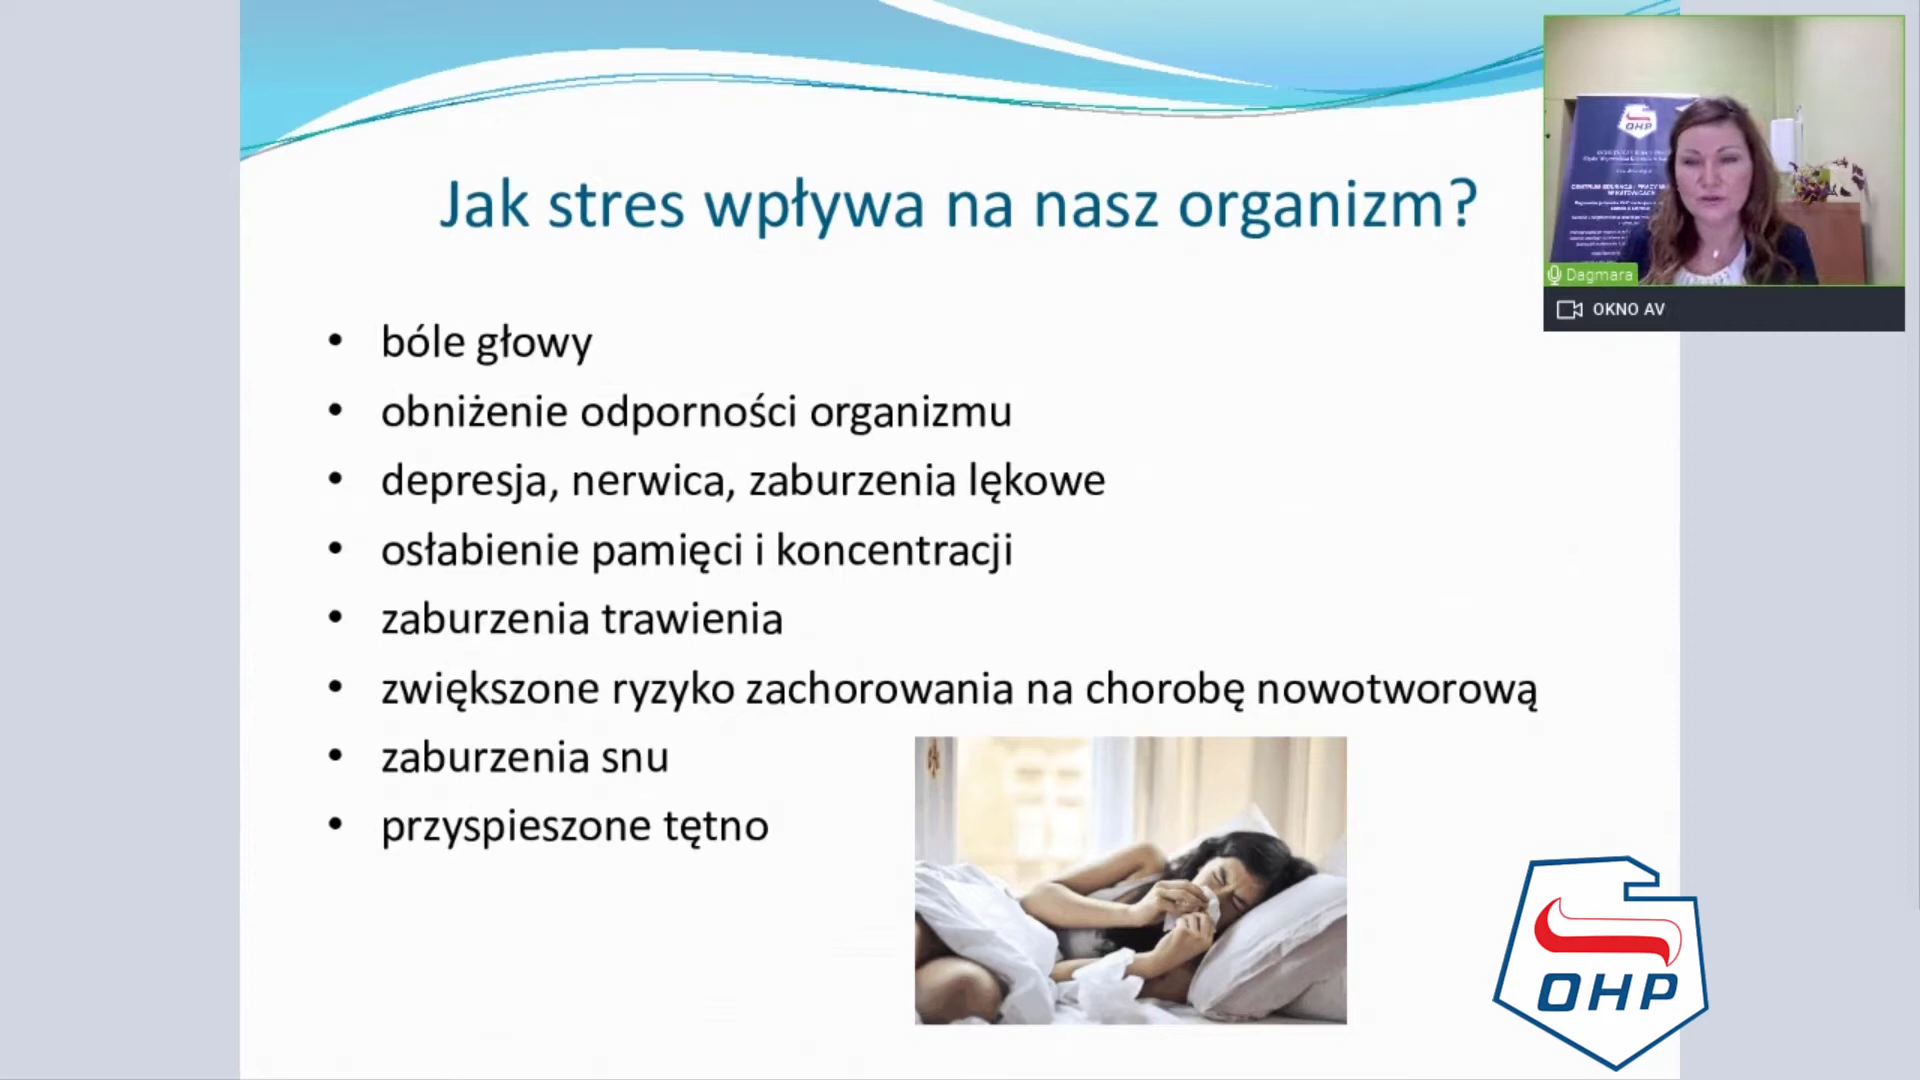 Jak stres wpływa na nasz organizm?
• bóle głowy
• obniżenie odporności organizmu
• depresja, nerwica, zaburzenia lękowe
• osłabienie pamięci i koncentracji
• zaburzenia trawienia
• zwiększone ryzyko zachorowania na chorobę nowotworową
• zaburzenia snu
• przyspieszone tętno
OHP
Dagmara
OKNO AV
OHP